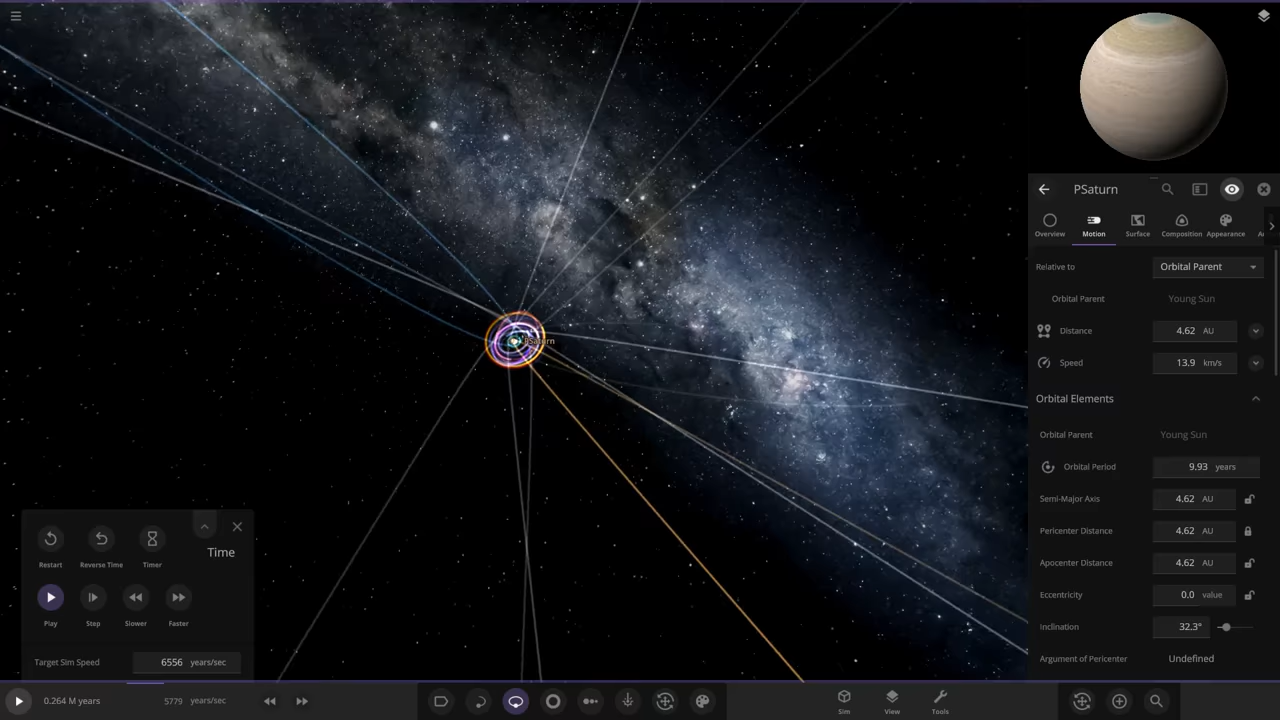 PSaturn
Overview
Motion
Surface
Composition
Appearance
Relative to
Orbital Parent
Orbital Parent
Young Sun
Distance
4.62 AU
Speed
13.9 km/s
Orbital Elements
Orbital Parent
Young Sun
Orbital Period
9.93 years
Semi-Major Axis
4.62 AU
Pericenter Distance
4.62 AU
Apocenter Distance
4.62 AU
Eccentricity
0.0 value
Inclination
32.3°
Argument of Pericenter
Undefined
PSaturn
Time
Restart
Reverse Time
Timer
Play
Step
Slower
Faster
Target Sim Speed
6556 years/sec
0.264 M years
5779 years/sec
Sim
View
Tools